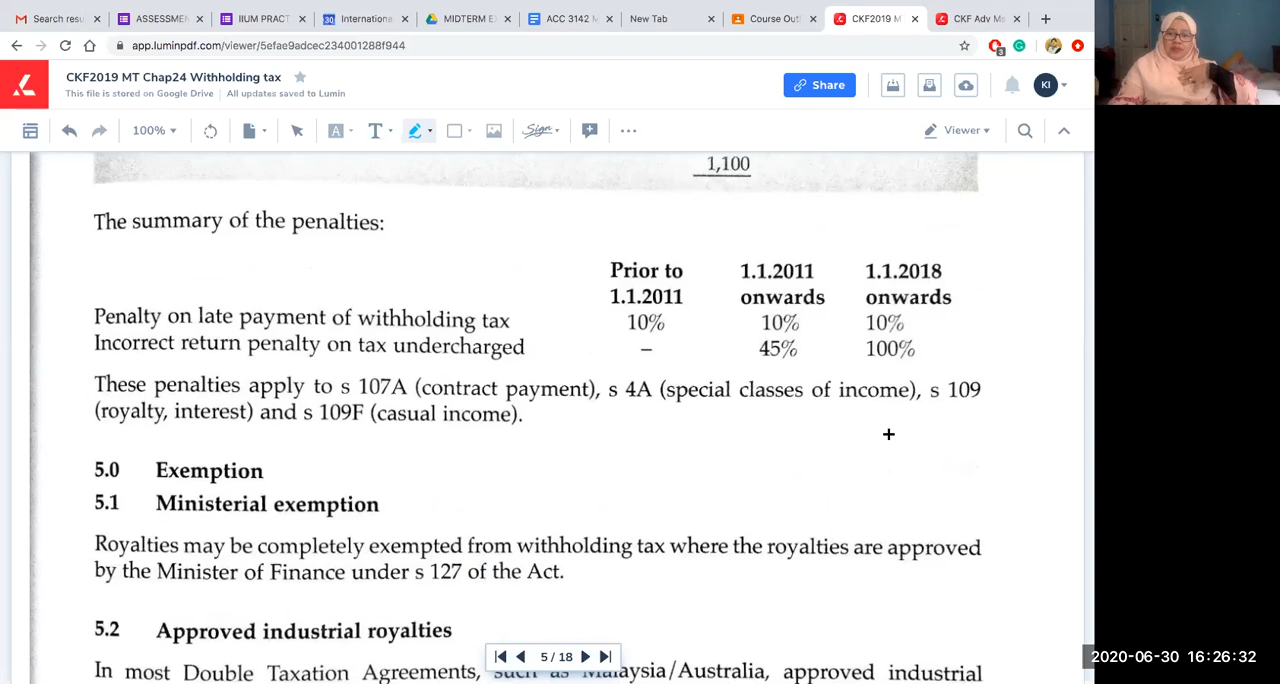 Search resu
ASSESSMEN
IIUM PRACT
Internationa
MIDTERM E
ACC 3142 M
New Tab
Course Out
CKF2019 M
CKF Adv Ms
app.luminpdf.com/viewer/5efae9adcec234001288f944
3
CKF2019 MT Chap24 Withholding tax
This file is stored on Google Drive | All updates saved to Lumin
Share
KI
100%
A
T
Sign
Viewer
1,100
The summary of the penalties:
Prior to 1.1.2011 1.1.2018
1.1.2011 onwards onwards
Penalty on late payment of withholding tax 10% 10% 10%
Incorrect return penalty on tax undercharged – 45% 100%
These penalties apply to s 107A (contract payment), s 4A (special classes of income), s 109
(royalty, interest) and s 109F (casual income).
5.0 Exemption
5.1 Ministerial exemption
Royalties may be completely exempted from withholding tax where the royalties are approved
by the Minister of Finance under s 127 of the Act.
5.2 Approved industrial royalties
5 / 18
In most Double Taxation Agreements, such as Malaysia/Australia, approved industrial
2020-06-30 16:26:32